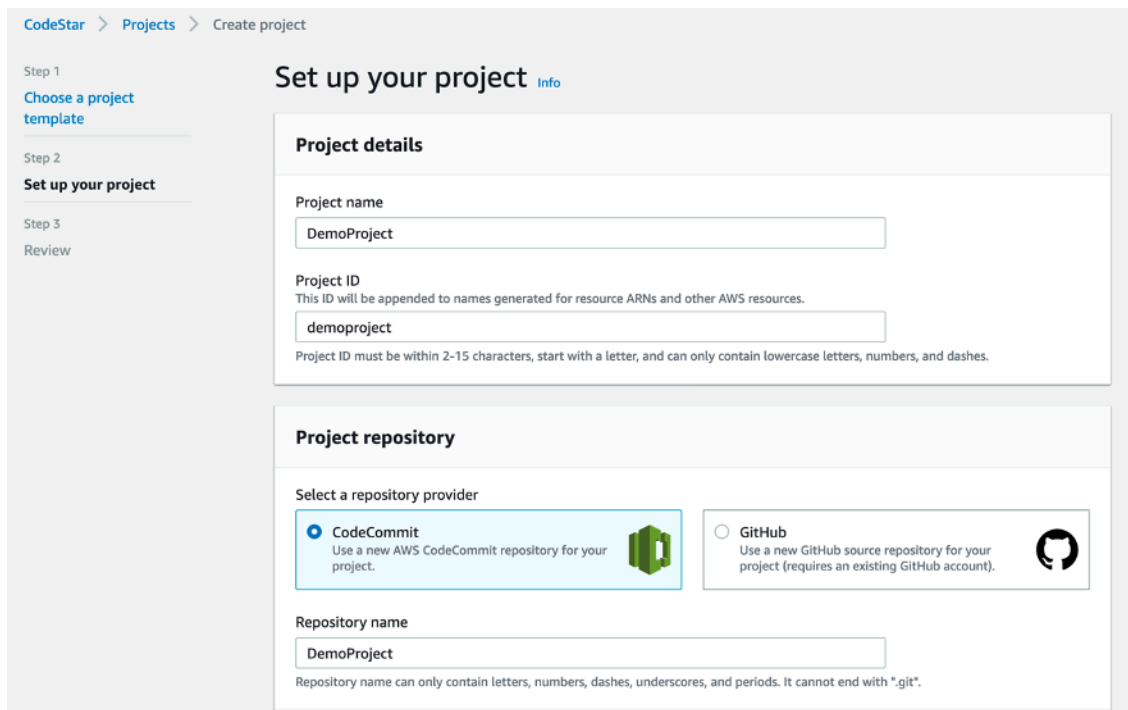 CodeStar > Projects > Create project
Step 1
Choose a project
template
Step 2
Set up your project
Step 3
Review
Set up your project Info
Project details
Project name
DemoProject
Project ID
This ID will be appended to names generated for resource ARNs and other AWS resources.
demoproject
Project ID must be within 2-15 characters, start with a letter, and can only contain lowercase letters, numbers, and dashes.
Project repository
Select a repository provider
CodeCommit
Use a new AWS CodeCommit repository for your
project.
GitHub
Use a new GitHub source repository for your
project (requires an existing GitHub account).
Repository name
DemoProject
Repository name can only contain letters, numbers, dashes, underscores, and periods. It cannot end with ".git".